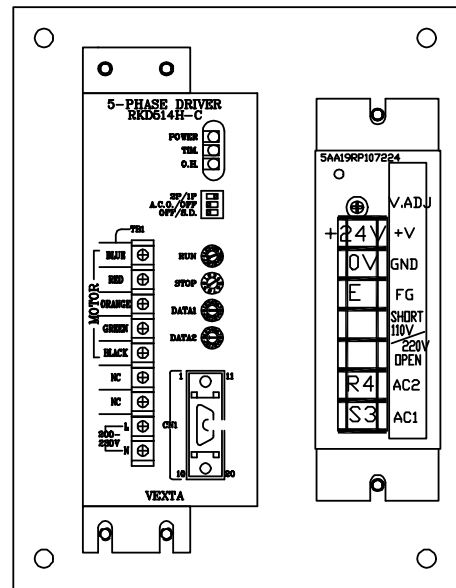 5-PHASE DRIVER
RKD514H-C
POWER
TIM.
O.H.
2P/1P
A.C.O./OFF
OFF/S.D.
TB1
MOTOR
BLUE
RED
ORANGE
GREEN
BLACK
NC
NC
200-
230V
L
N
RUN
STOP
DATA1
DATA2
CN1
1
11
10
20
VEXTA
5AA19RP107224
V.ADJ
+24V +V
0V GND
E FG
SHORT
110V
220V
OPEN
R4 AC2
S3 AC1